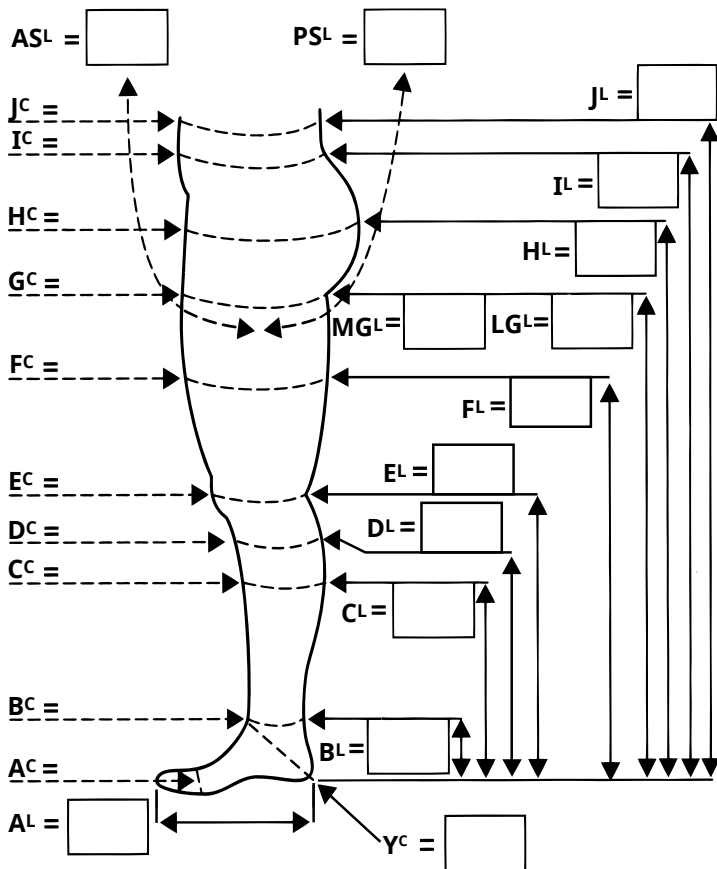 ASL = PSL =
JC = JL =
IC =
IL =
HC =
HL =
GC =
MGL= LGL=
FC =
FL =
EL =
EC =
DL =
DC =
CC =
CL =
BC =
BL =
AC =
AL =
YC =